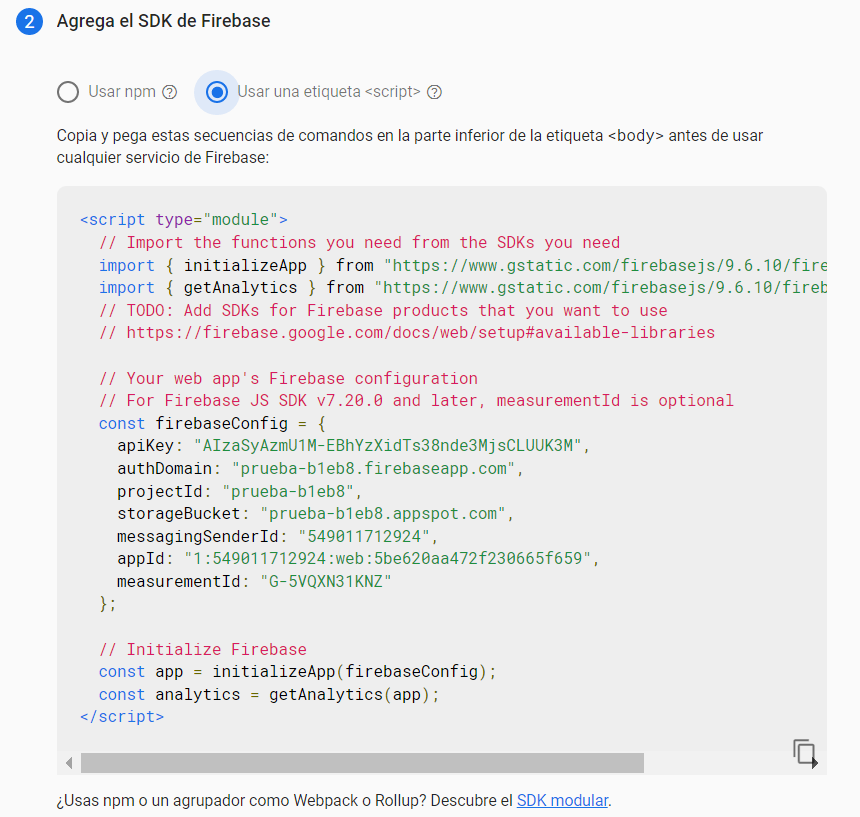 2 Agrega el SDK de Firebase
Usar npm ? Usar una etiqueta <script> ?
Copia y pega estas secuencias de comandos en la parte inferior de la etiqueta <body> antes de usar
cualquier servicio de Firebase:
<script type="module">
// Import the functions you need from the SDKs you need
import { initializeApp } from "https://www.gstatic.com/firebasejs/9.6.10/fire
import { getAnalytics } from "https://www.gstatic.com/firebasejs/9.6.10/fireb
// TODO: Add SDKs for Firebase products that you want to use
// https://firebase.google.com/docs/web/setup#available-libraries
// Your web app's Firebase configuration
// For Firebase JS SDK v7.20.0 and later, measurementId is optional
const firebaseConfig = {
apiKey: "AIzaSyAzmU1M-EBhYzXidTs38nde3MjsCLUUK3M",
authDomain: "prueba-b1eb8.firebaseapp.com",
projectId: "prueba-b1eb8",
storageBucket: "prueba-b1eb8.appspot.com",
messagingSenderId: "549011712924",
appId: "1:549011712924:web:5be620aa472f230665f659",
measurementId: "G-5VQXN31KNZ"
};
// Initialize Firebase
const app = initializeApp(firebaseConfig);
const analytics = getAnalytics(app);
</script>
¿Usas npm o un agrupador como Webpack o Rollup? Descubre el SDK modular.